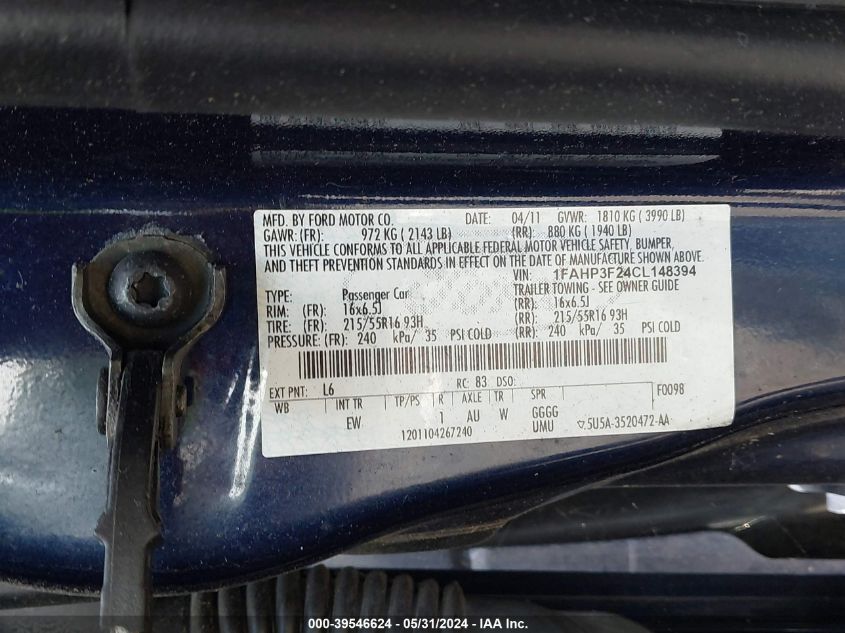 MFD. BY FORD MOTOR CO. DATE: 04/11 GVWR: 1810 KG ( 3990 LB)
GAWR: (FR): 972 KG ( 2143 LB) (RR): 880 KG ( 1940 LB)
THIS VEHICLE CONFORMS TO ALL APPLICABLE FEDERAL MOTOR VEHICLE SAFETY, BUMPER,
AND THEFT PREVENTION STANDARDS IN EFFECT ON THE DATE OF MANUFACTURE SHOWN ABOVE.
VIN: 1FAHP3F24CL148394
TYPE: Passenger Car TRAILER TOWING - SEE OWNER GUIDE
RIM: (FR): 16x6.5J (RR): 16x6.5J
TIRE: (FR): 215/55R16 93H (RR): 215/55R16 93H
PRESSURE: (FR): 240 kPa/ 35 PSI COLD (RR): 240 kPa/ 35 PSI COLD
EXT PNT: L6 RC: 83 DSO: F0098
WB INT TR TP/PS R AXLE TR SPR
EW 1 AU W GGGG
1201104267240 UMU ▽5U5A-3520472-AA
000-39546624 - 05/31/2024 - IAA Inc.